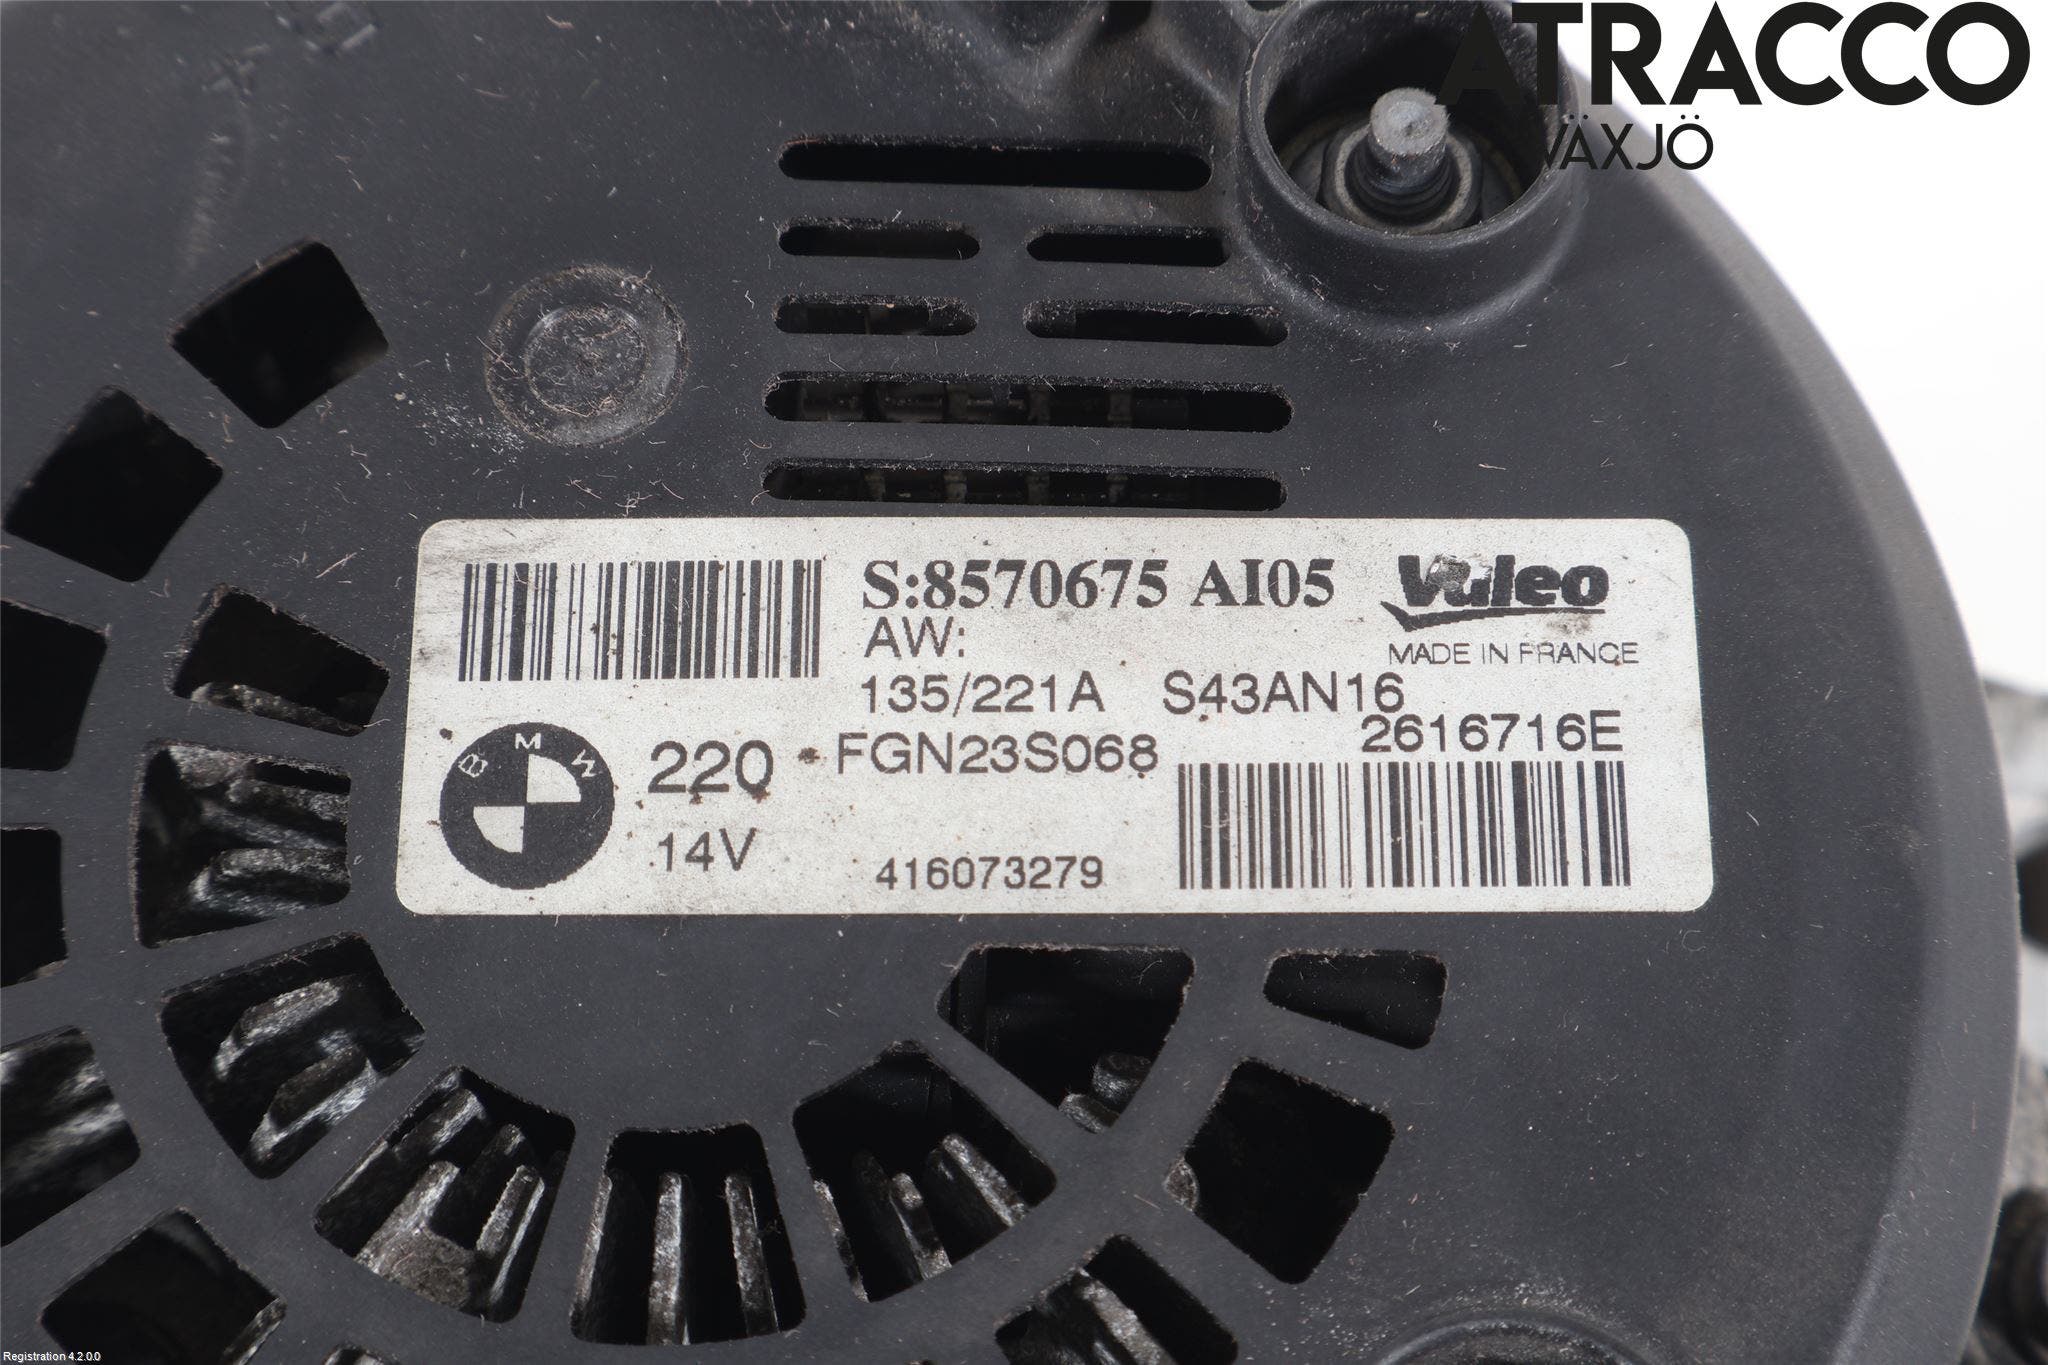 ATRACCO
VÄXJÖ
S:8570675 AI05
Valeo
AW:
MADE IN FRANCE
135/221A S43AN16
2616716E
BMW
220 FGN23S068
14V
416073279
Registration 4.2.0.0